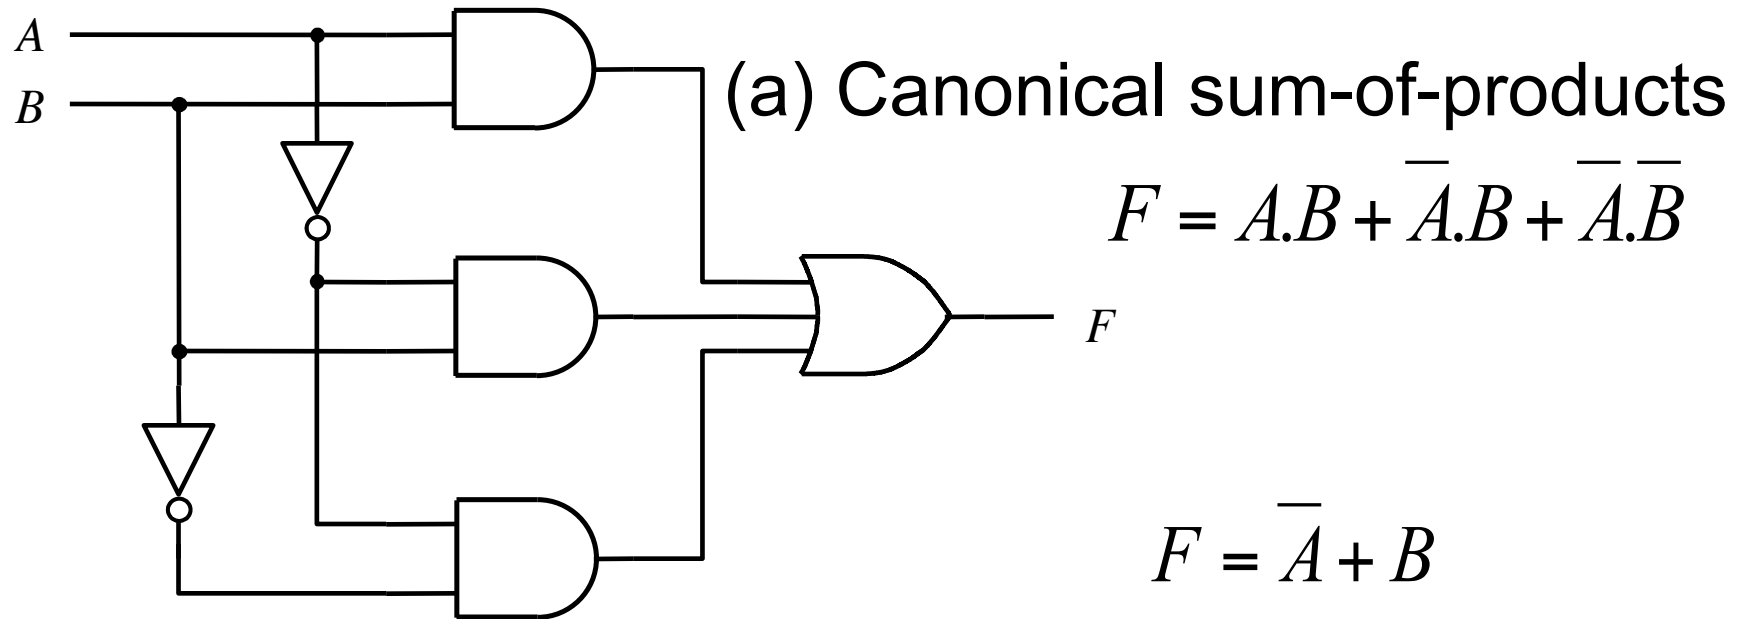 A
B
(a) Canonical sum-of-products
F = A.B + A̅.B + A̅.B̅
F
F = A̅ + B